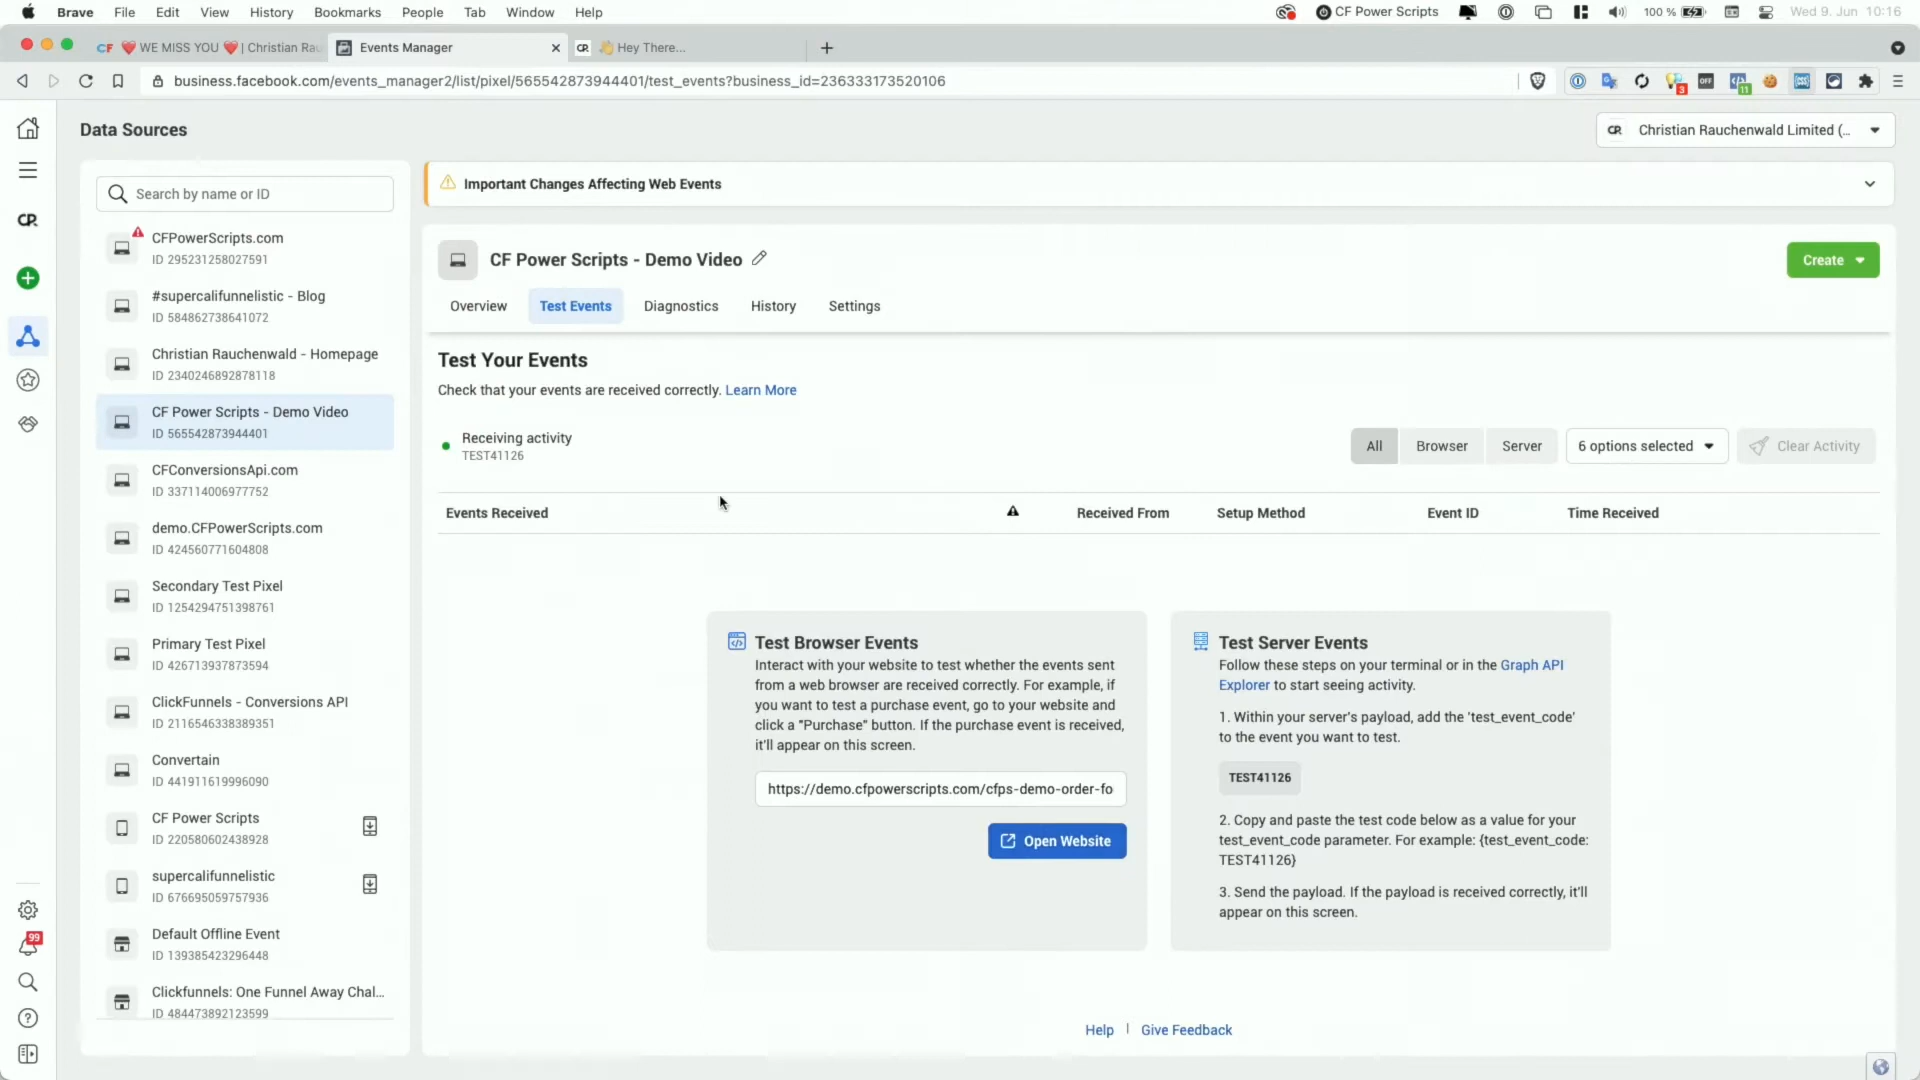 Brave File Edit View History Bookmarks People Tab Window Help
CF Power Scripts 100 % Wed 9. Jun 10:16
CF ❤️ WE MISS YOU ❤️ | Christian Rau
Events Manager
CR 👋 Hey There...
business.facebook.com/events_manager2/list/pixel/565542873944401/test_events?business_id=236333173520106
OFF
3
11
Data Sources
CR Christian Rauchenwald Limited (...
CR
Search by name or ID
CFPowerScripts.com
ID 295231258027591
#supercalifunnelistic - Blog
ID 584862738641072
Christian Rauchenwald - Homepage
ID 2340246892878118
CF Power Scripts - Demo Video
ID 565542873944401
CFConversionsApi.com
ID 337114006977752
demo.CFPowerScripts.com
ID 424560771604808
Secondary Test Pixel
ID 1254294751398761
Primary Test Pixel
ID 426713937873594
ClickFunnels - Conversions API
ID 2116546338389351
Convertain
ID 441911619996090
CF Power Scripts
ID 220580602438928
supercalifunnelistic
ID 676695059757936
Default Offline Event
ID 139385423296448
Clickfunnels: One Funnel Away Chal...
ID 484473892123599
99
Important Changes Affecting Web Events
CF Power Scripts - Demo Video
Create
Overview Test Events Diagnostics History Settings
Test Your Events
Check that your events are received correctly. Learn More
Receiving activity
TEST41126
All Browser Server 6 options selected Clear Activity
Events Received Received From Setup Method Event ID Time Received
Test Browser Events
Interact with your website to test whether the events sent
from a web browser are received correctly. For example, if
you want to test a purchase event, go to your website and
click a "Purchase" button. If the purchase event is received,
it'll appear on this screen.
https://demo.cfpowerscripts.com/cfps-demo-order-fo
Open Website
Test Server Events
Follow these steps on your terminal or in the Graph API
Explorer to start seeing activity.
1. Within your server's payload, add the 'test_event_code'
to the event you want to test.
TEST41126
2. Copy and paste the test code below as a value for your
test_event_code parameter. For example: {test_event_code:
TEST41126}
3. Send the payload. If the payload is received correctly, it'll
appear on this screen.
Help | Give Feedback